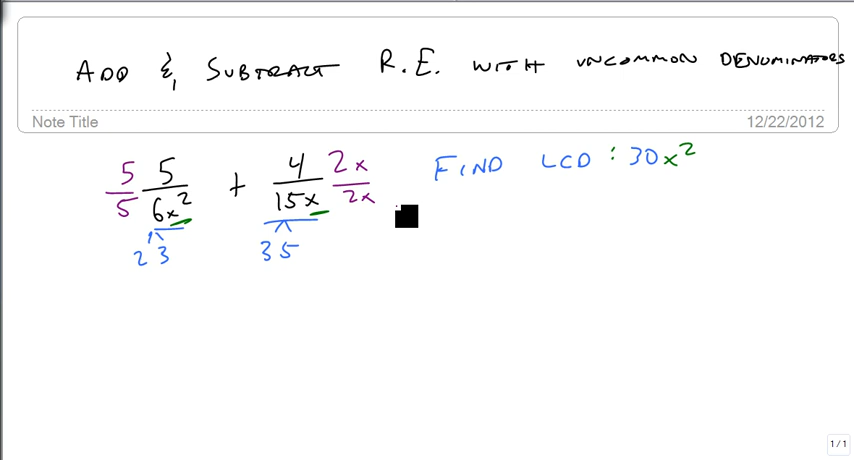 ADD & SUBTRACT R.E. WITH UNCOMMON DENOMINATORS
Note Title 12/22/2012
5/5 5/6x² + 4/15x 2x/2x FIND LCD : 30x²
2 3 3 5
1 / 1